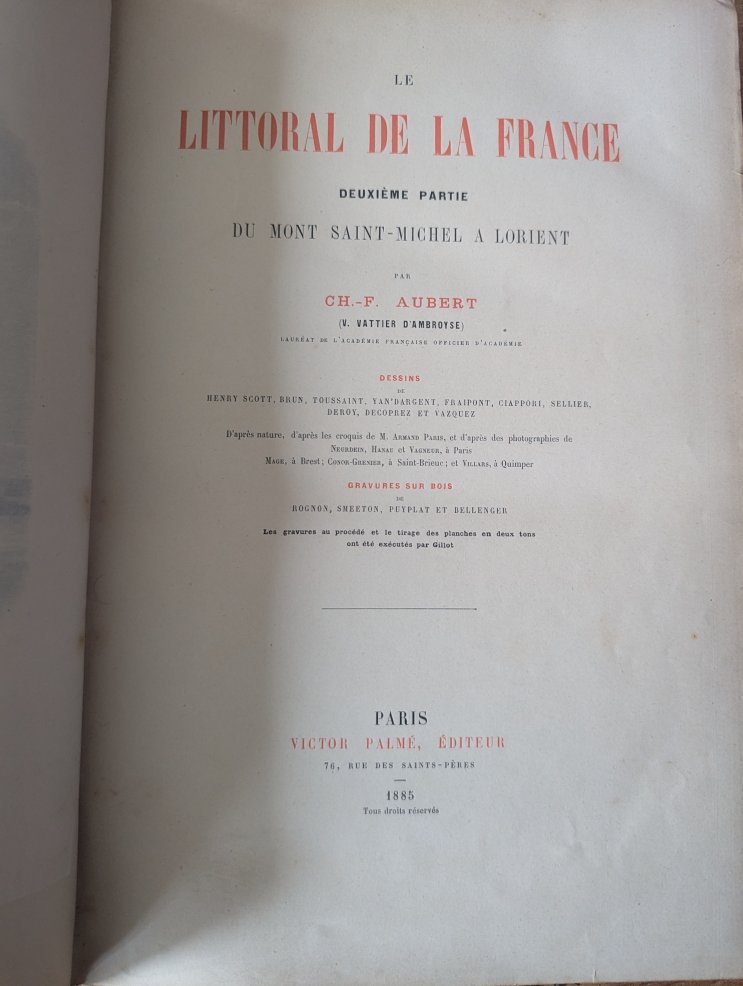 LE
LITTORAL DE LA FRANCE
DEUXIÈME PARTIE
DU MONT SAINT-MICHEL A LORIENT
PAR
CH.-F. AUBERT
(V. VATTIER D'AMBROYSE)
LAURÉAT DE L'ACADÉMIE FRANÇAISE OFFICIER D'ACADÉMIE
DESSINS
DE
HENRY SCOTT, BRUN, TOUSSAINT, YAN'DARGENT, FRAIPONT, CIAPPORI, SELLIER,
DEROY, DECOPREZ ET VAZQUEZ
D'après nature, d'après les croquis de M. ARMAND PARIS, et d'après des photographies de
NEURDEIN, HANAU et VAGNEUR, à Paris
MAGE, à Brest; CONOR-GRENIER, à Saint-Brieuc; et VILLARS, à Quimper
GRAVURES SUR BOIS
DE
ROGNON, SMEETON, PUYPLAT ET BELLENGER
Les gravures au procédé et le tirage des planches en deux tons
ont été exécutés par Gillot
PARIS
VICTOR PALMÉ, ÉDITEUR
76, RUE DES SAINTS-PÈRES
1885
Tous droits réservés